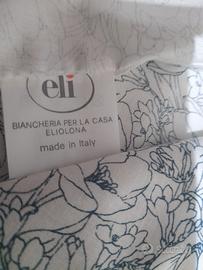 eli
BIANCHERIA PER LA CASA
ELIOLONA
made in Italy